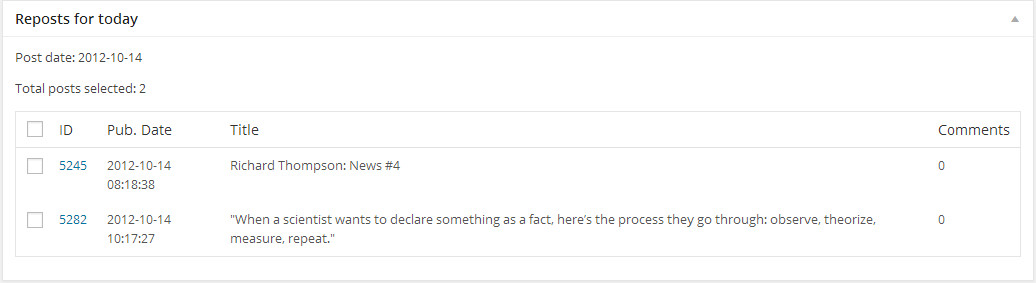 Reposts for today
Post date: 2012-10-14
Total posts selected: 2
ID Pub. Date Title Comments
5245 2012-10-14 Richard Thompson: News #4 0
08:18:38
5282 2012-10-14 "When a scientist wants to declare something as a fact, here’s the process they go through: observe, theorize, 0
10:17:27 measure, repeat."